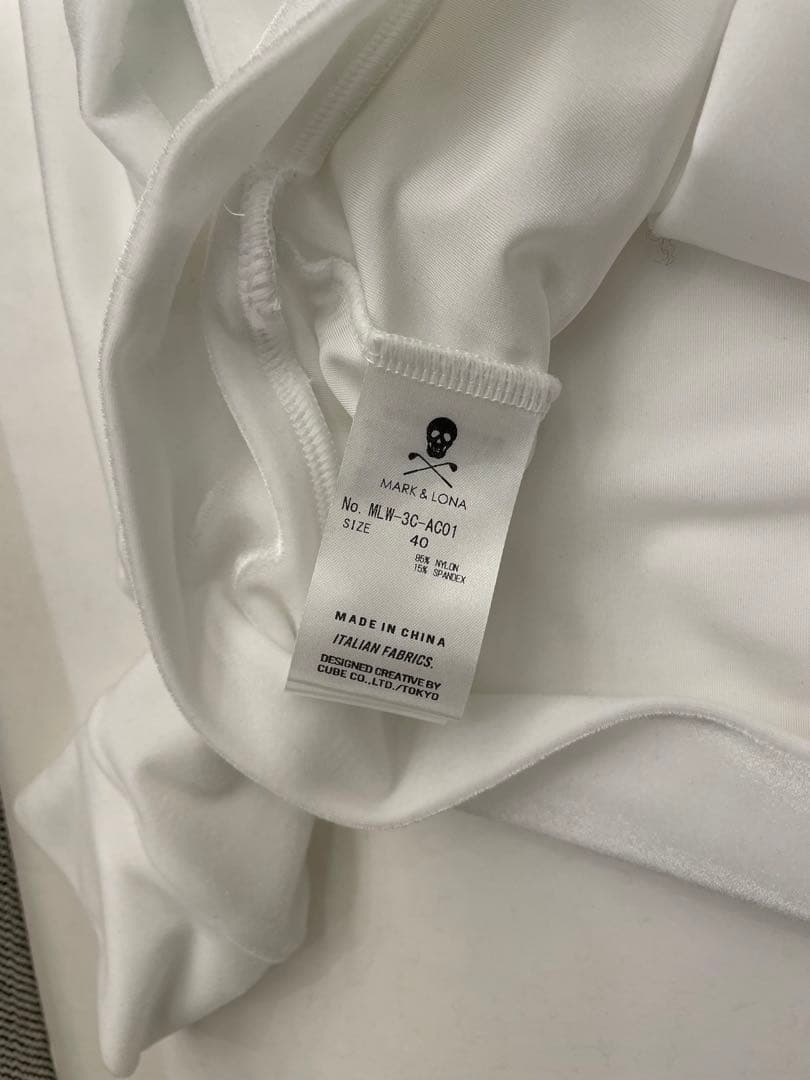 MARK & LONA
No. MLW-3C-AC01
SIZE 40
85% NYLON
15% SPANDEX
MADE IN CHINA
ITALIAN FABRICS.
DESIGNED CREATIVE BY
CUBE CO.,LTD./TOKYO